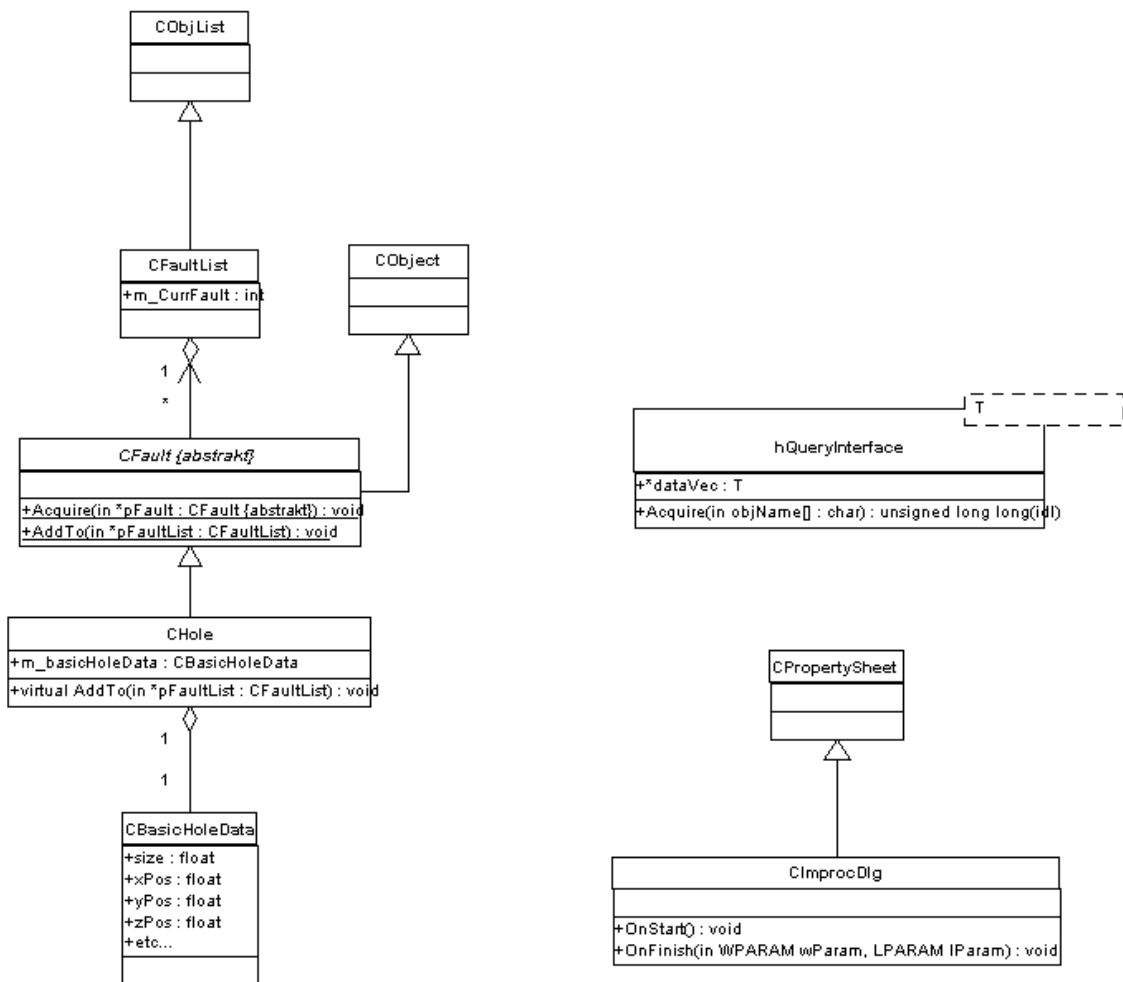 CObjList
CFaultList
+m_CurrFault : int
CObject
1
*
CFault {abstrakt}
+Acquire(in *pFault : CFault {abstrakt}) : void
+AddTo(in *pFaultList : CFaultList) : void
CHole
+m_basicHoleData : CBasicHoleData
+virtual AddTo(in *pFaultList : CFaultList) : void
1
1
CBasicHoleData
+size : float
+xPos : float
+yPos : float
+zPos : float
+etc...
T
hQueryInterface
+*dataVec : T
+Acquire(in objName[] : char) : unsigned long long(idl)
CPropertySheet
CImprocDlg
+OnStart() : void
+OnFinish(in WPARAM wParam, LPARAM lParam) : void